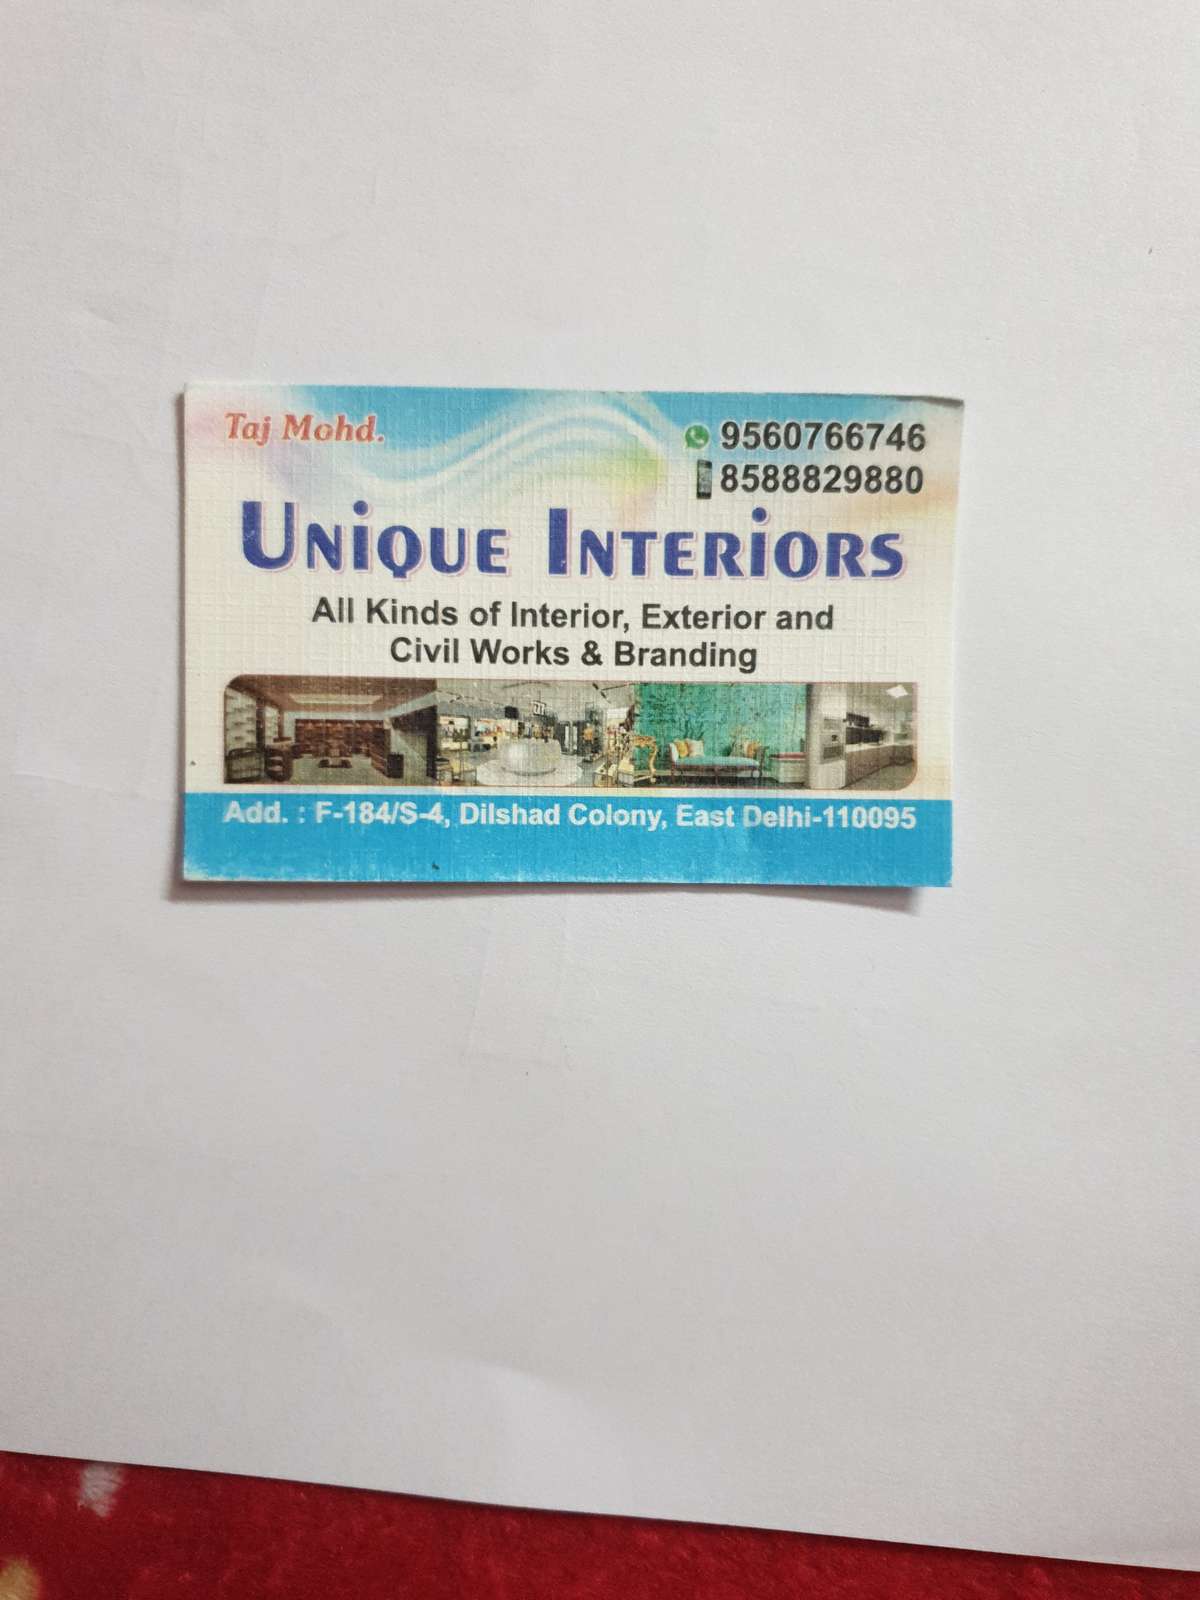 Taj Mohd.
9560766746
8588829880
UNiQUE INTERiORS
All Kinds of Interior, Exterior and
Civil Works & Branding
Add. : F-184/S-4, Dilshad Colony, East Delhi-110095